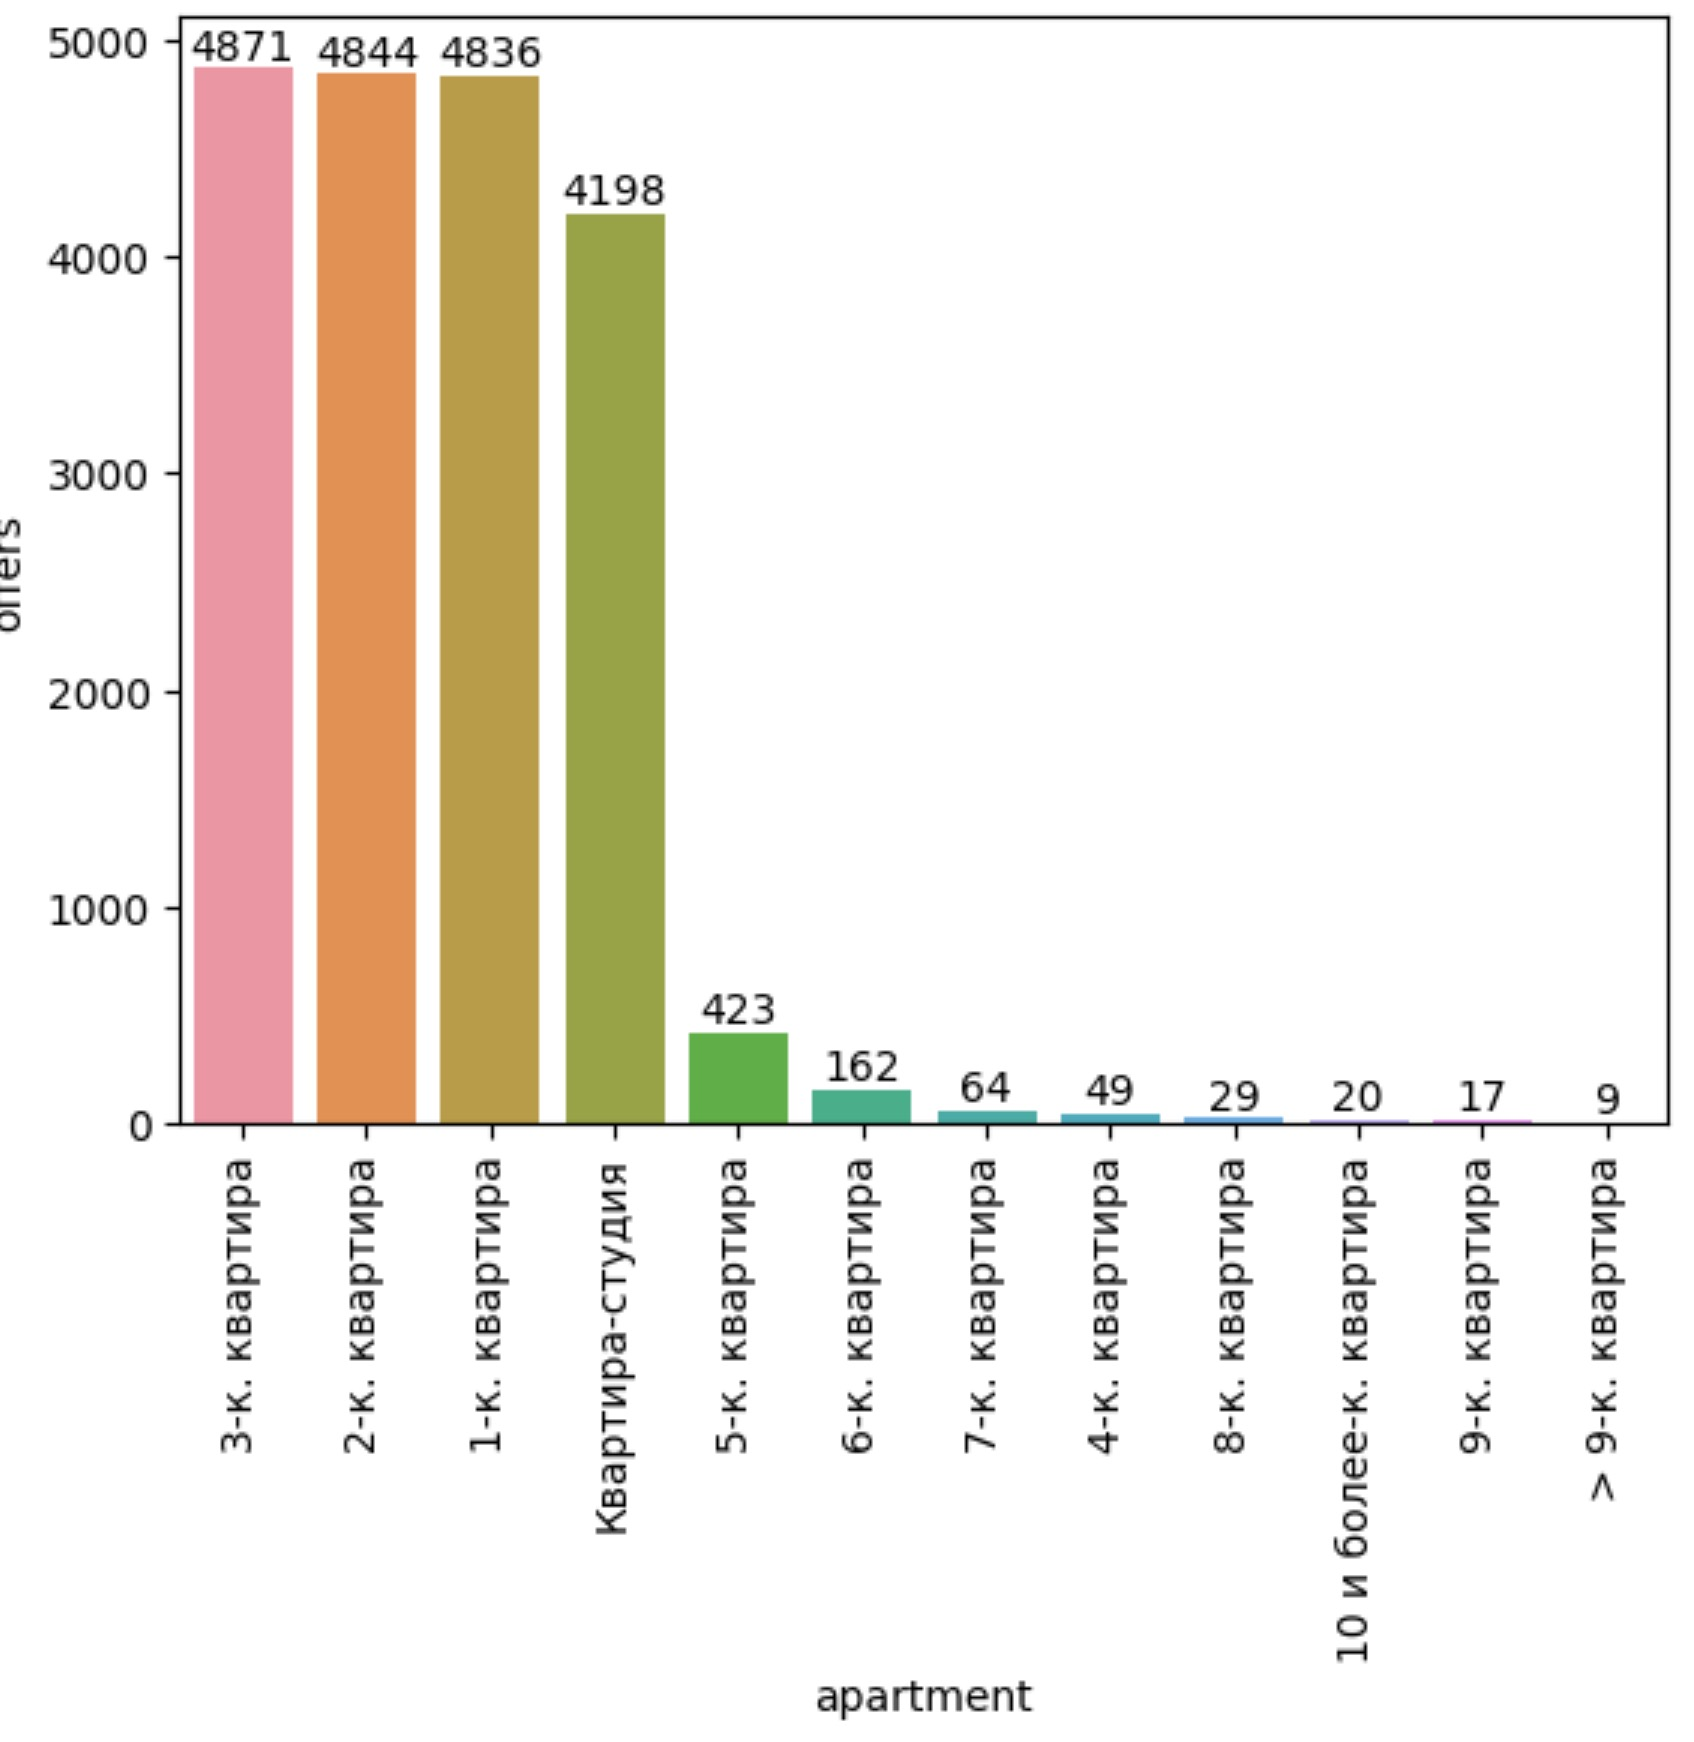 offers
5000
4000
3000
2000
1000
0
4871
4844
4836
4198
423
162
64
49
29
20
17
9
3-к. квартира
2-к. квартира
1-к. квартира
Квартира-студия
5-к. квартира
6-к. квартира
7-к. квартира
4-к. квартира
8-к. квартира
10 и более-к. квартира
9-к. квартира
> 9-к. квартира
apartment